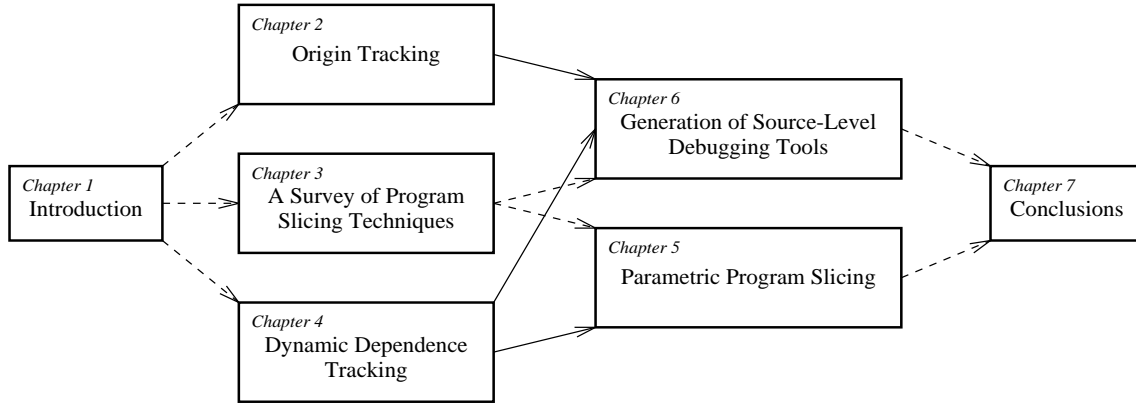 Chapter 1
Introduction
Chapter 2
Origin Tracking
Chapter 3
A Survey of Program
Slicing Techniques
Chapter 4
Dynamic Dependence
Tracking
Chapter 6
Generation of Source-Level
Debugging Tools
Chapter 5
Parametric Program Slicing
Chapter 7
Conclusions